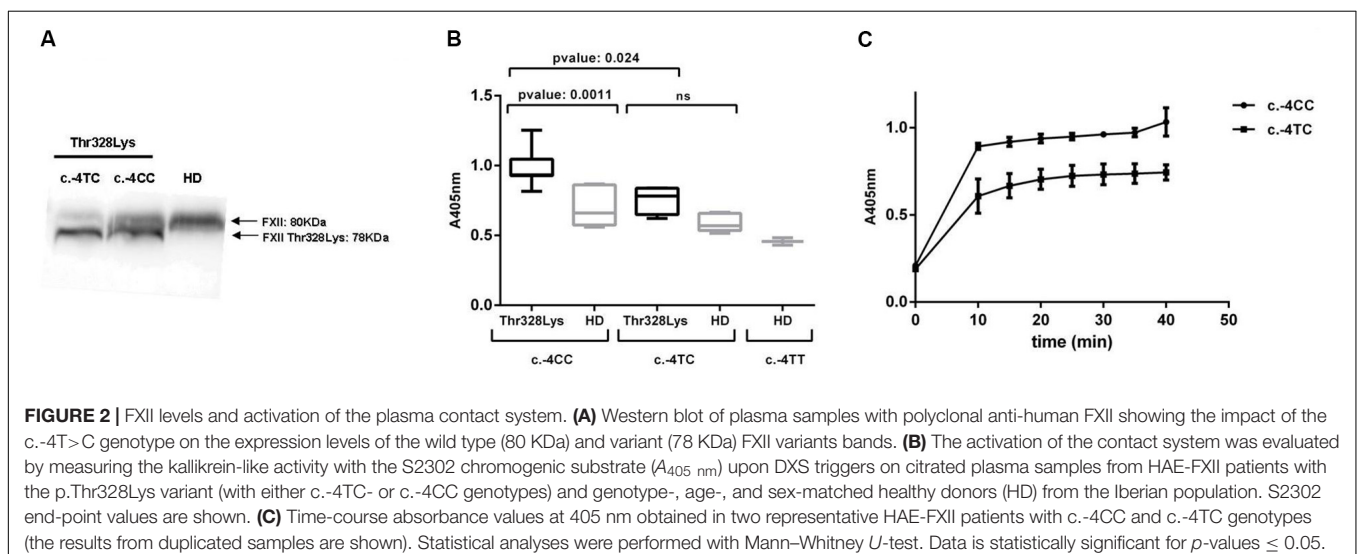 A
B
C
Thr328Lys
c.-4TC c.-4CC HD
FXII: 80KDa
FXII Thr328Lys: 78KDa
pvalue: 0.024
pvalue: 0.0011 ns
A405nm
1.5
1.0
0.5
0.0
Thr328Lys HD Thr328Lys HD HD
c.-4CC c.-4TC c.-4TT
A405nm
1.0
0.5
0.0
0 10 20 30 40 50
time (min)
c.-4CC
c.-4TC
FIGURE 2 | FXII levels and activation of the plasma contact system. (A) Western blot of plasma samples with polyclonal anti-human FXII showing the impact of the
c.-4T>C genotype on the expression levels of the wild type (80 KDa) and variant (78 KDa) FXII variants bands. (B) The activation of the contact system was evaluated
by measuring the kallikrein-like activity with the S2302 chromogenic substrate (A405 nm) upon DXS triggers on citrated plasma samples from HAE-FXII patients with
the p.Thr328Lys variant (with either c.-4TC- or c.-4CC genotypes) and genotype-, age-, and sex-matched healthy donors (HD) from the Iberian population. S2302
end-point values are shown. (C) Time-course absorbance values at 405 nm obtained in two representative HAE-FXII patients with c.-4CC and c.-4TC genotypes
(the results from duplicated samples are shown). Statistical analyses were performed with Mann–Whitney U-test. Data is statistically significant for p-values ≤ 0.05.